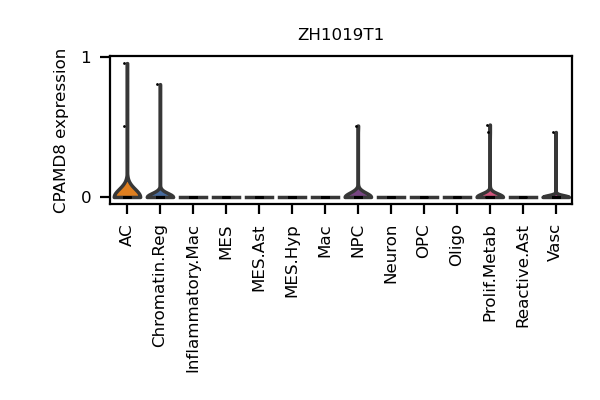 ZH1019T1
CPAMD8 expression
1
0
AC
Chromatin.Reg
Inflammatory.Mac
MES
MES.Ast
MES.Hyp
Mac
NPC
Neuron
OPC
Oligo
Prolif.Metab
Reactive.Ast
Vasc